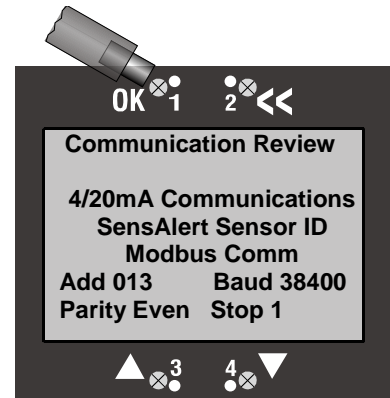 OK 1 2 <<
Communication Review
4/20mA Communications
SensAlert Sensor ID
Modbus Comm
Add 013 Baud 38400
Parity Even Stop 1
3 4